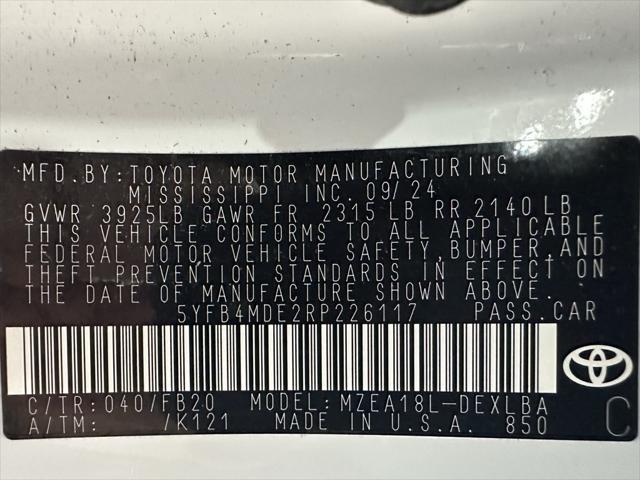 MFD.BY:TOYOTA MOTOR MANUFACTURING
MISSISSIPPI INC. 09/24
GVWR 3925LB GAWR FR 2315 LB RR 2140 LB
THIS VEHICLE CONFORMS TO ALL APPLICABLE
FEDERAL MOTOR VEHICLE SAFETY,BUMPER,AND
THEFT PREVENTION STANDARDS IN EFFECT ON
THE DATE OF MANUFACTURE SHOWN ABOVE.
5YFB4MDE2RP226117 PASS.CAR
C/TR:040/FB20 MODEL:MZEA18L-DEXLBA
A/TM: /K121 MADE IN U.S.A. 850
C